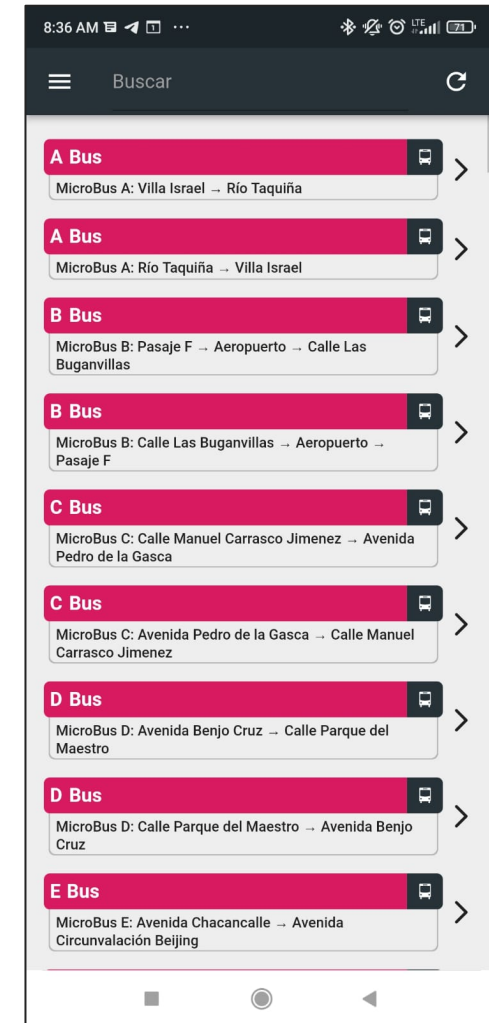 8:36 AM 1 ... LTE 71
Buscar
A Bus
MicroBus A: Villa Israel → Río Taquiña
A Bus
MicroBus A: Río Taquiña → Villa Israel
B Bus
MicroBus B: Pasaje F → Aeropuerto → Calle Las
Buganvillas
B Bus
MicroBus B: Calle Las Buganvillas → Aeropuerto →
Pasaje F
C Bus
MicroBus C: Calle Manuel Carrasco Jimenez → Avenida
Pedro de la Gasca
C Bus
MicroBus C: Avenida Pedro de la Gasca → Calle Manuel
Carrasco Jimenez
D Bus
MicroBus D: Avenida Benjo Cruz → Calle Parque del
Maestro
D Bus
MicroBus D: Calle Parque del Maestro → Avenida Benjo
Cruz
E Bus
MicroBus E: Avenida Chacancalle → Avenida
Circunvalación Beijing